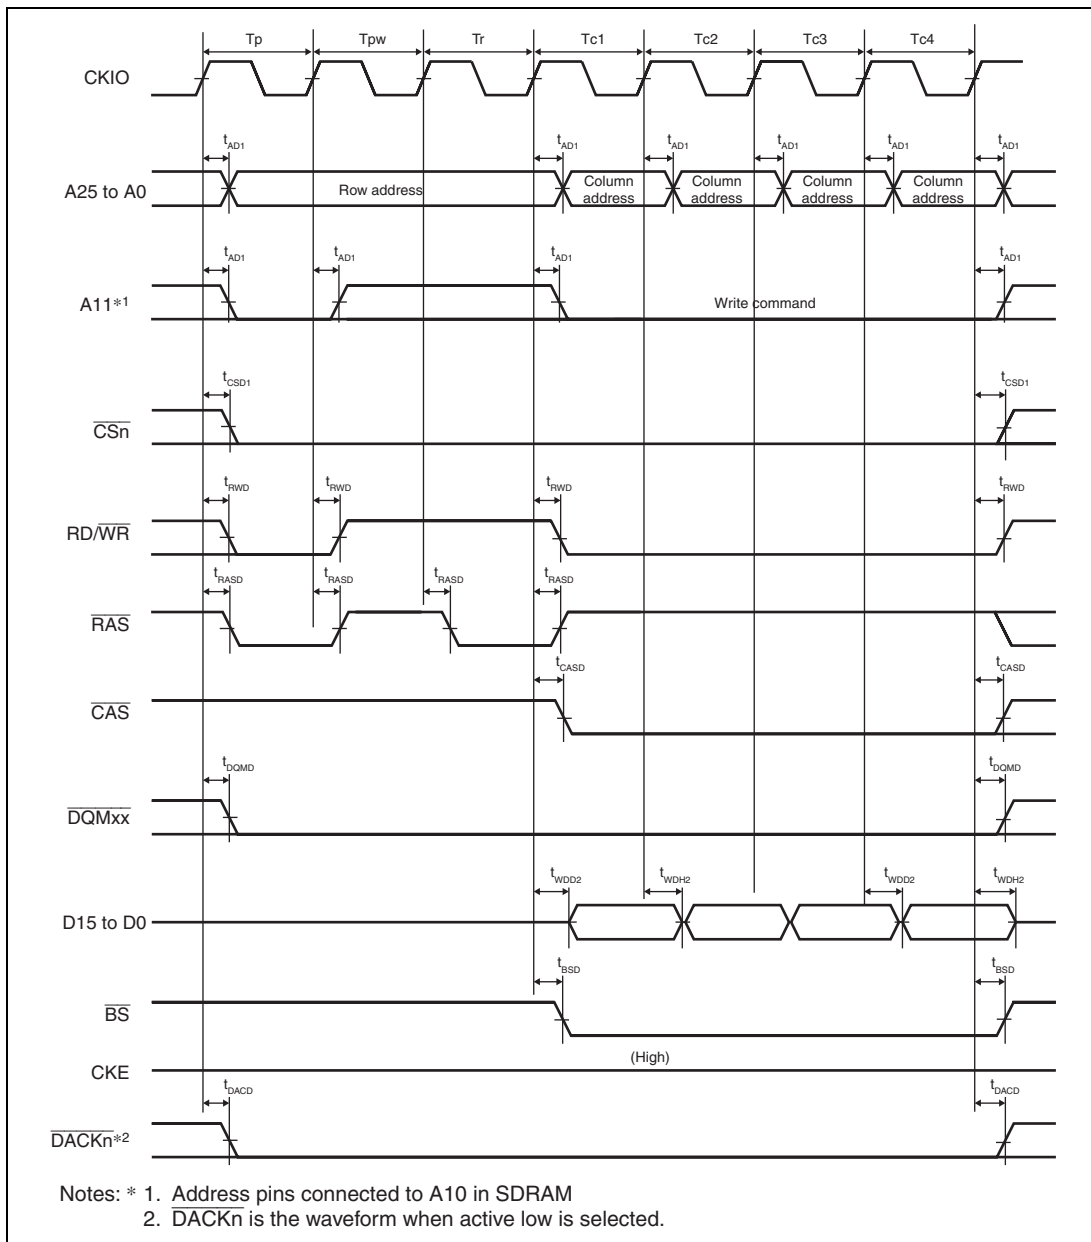 Tp Tpw Tr Tc1 Tc2 Tc3 Tc4
CKIO
tAD1 tAD1 tAD1 tAD1 tAD1 tAD1
A25 to A0 Row address Column address Column address Column address Column address
tAD1 tAD1 tAD1 tAD1
A11*1 Write command
tCSD1 tCSD1
CSn
tRWD tRWD tRWD tRWD
RD/WR
tRASD tRASD tRASD tRASD
RAS
tCASD tCASD
CAS
tDQMD tDQMD
DQMxx
tWDD2 tWDH2 tWDD2 tWDH2
D15 to D0
tBSD tBSD
BS
(High)
CKE
tDACD tDACD
DACKn*2
Notes: * 1. Address pins connected to A10 in SDRAM
2. DACKn is the waveform when active low is selected.